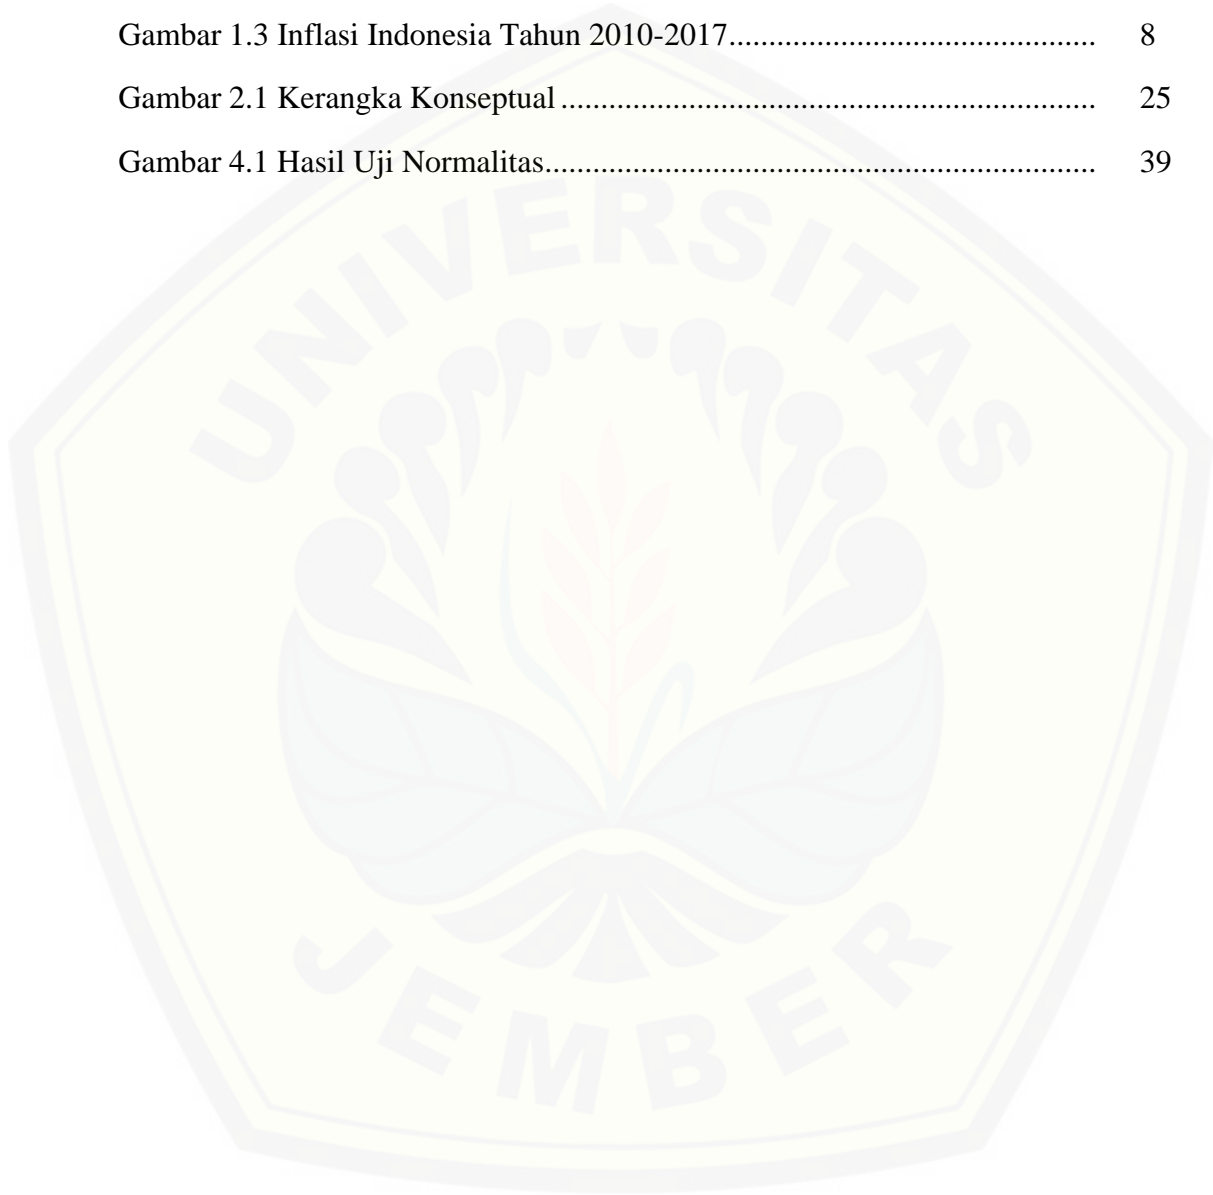 Gambar 1.3 Inflasi Indonesia Tahun 2010-2017.............................................. 8
Gambar 2.1 Kerangka Konseptual ................................................................... 25
Gambar 4.1 Hasil Uji Normalitas..................................................................... 39
UNIVERSITAS
JEMBER